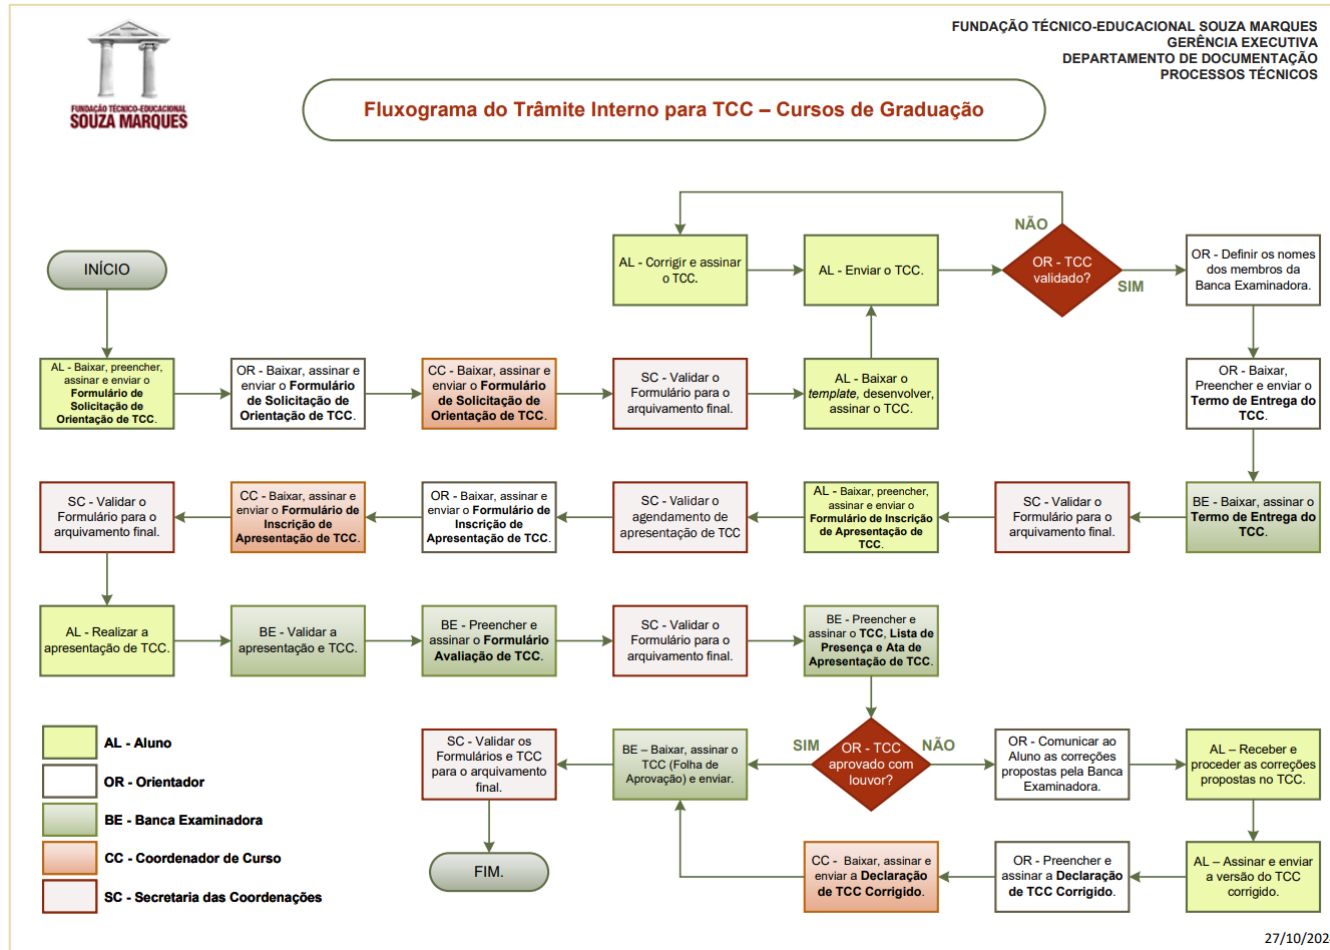 FUNDAÇÃO TÉCNICO-EDUCACIONAL
SOUZA MARQUES
FUNDAÇÃO TÉCNICO-EDUCACIONAL SOUZA MARQUES
GERÊNCIA EXECUTIVA
DEPARTAMENTO DE DOCUMENTAÇÃO
PROCESSOS TÉCNICOS
Fluxograma do Trâmite Interno para TCC – Cursos de Graduação
INÍCIO
AL - Corrigir e assinar
o TCC.
AL - Enviar o TCC.
NÃO
OR - TCC
validado?
SIM
OR - Definir os nomes
dos membros da
Banca Examinadora.
AL - Baixar, preencher,
assinar e enviar o
Formulário de
Solicitação de
Orientação de TCC.
OR - Baixar, assinar e
enviar o Formulário
de Solicitação de
Orientação de TCC.
CC - Baixar, assinar e
enviar o Formulário
de Solicitação de
Orientação de TCC.
SC - Validar o
Formulário para o
arquivamento final.
AL - Baixar o
template, desenvolver,
assinar o TCC.
OR - Baixar,
Preencher e enviar o
Termo de Entrega do
TCC.
SC - Validar o
Formulário para o
arquivamento final.
CC - Baixar, assinar e
enviar o Formulário de
Inscrição de
Apresentação de TCC.
OR - Baixar, assinar e
enviar o Formulário de
Inscrição de
Apresentação de TCC.
SC - Validar o
agendamento de
apresentação de TCC
AL - Baixar, preencher,
assinar e enviar o
Formulário de Inscrição
de Apresentação de
TCC.
SC - Validar o
Formulário para o
arquivamento final.
BE - Baixar, assinar o
Termo de Entrega do
TCC.
AL - Realizar a
apresentação de TCC.
BE - Validar a
apresentação e TCC.
BE - Preencher e
assinar o Formulário
Avaliação de TCC.
SC - Validar o
Formulário para o
arquivamento final.
BE - Preencher e
assinar o TCC, Lista de
Presença e Ata de
Apresentação de TCC.
AL - Aluno
OR - Orientador
BE - Banca Examinadora
CC - Coordenador de Curso
SC - Secretaria das Coordenações
SC - Validar os
Formulários e TCC
para o arquivamento
final.
BE – Baixar, assinar o
TCC (Folha de
Aprovação) e enviar.
SIM
OR - TCC
aprovado com
louvor?
NÃO
OR - Comunicar ao
Aluno as correções
propostas pela Banca
Examinadora.
AL – Receber e
proceder as correções
propostas no TCC.
FIM.
CC - Baixar, assinar e
enviar a Declaração
de TCC Corrigido.
OR - Preencher e
assinar a Declaração
de TCC Corrigido.
AL – Assinar e enviar
a versão do TCC
corrigido.
27/10/202